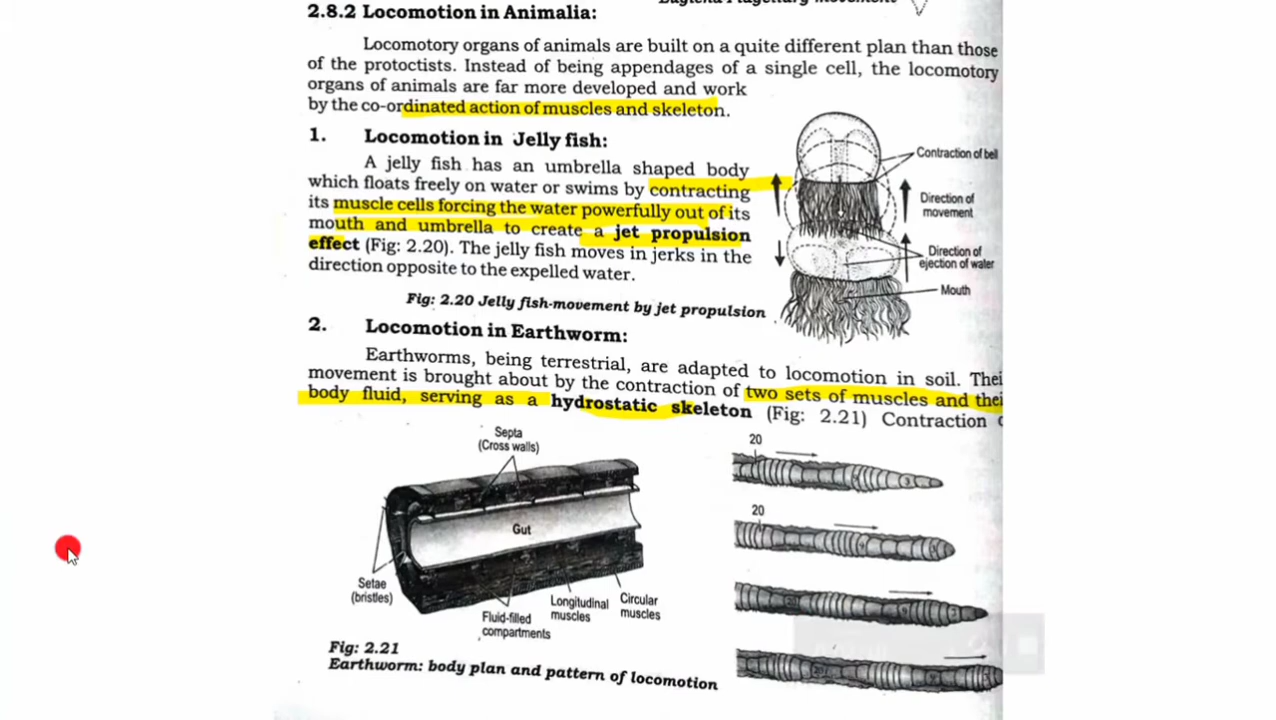 2.8.2 Locomotion in Animalia:
Locomotory organs of animals are built on a quite different plan than those
of the protoctists. Instead of being appendages of a single cell, the locomotory
organs of animals are far more developed and work
by the co-ordinated action of muscles and skeleton.
1. Locomotion in Jelly fish:
A jelly fish has an umbrella shaped body
which floats freely on water or swims by contracting
its muscle cells forcing the water powerfully out of its
mouth and umbrella to create a jet propulsion
effect (Fig: 2.20). The jelly fish moves in jerks in the
direction opposite to the expelled water.
Contraction of bell
Direction of
movement
Direction of
ejection of water
Mouth
Fig: 2.20 Jelly fish-movement by jet propulsion
2. Locomotion in Earthworm:
Earthworms, being terrestrial, are adapted to locomotion in soil. Thei
movement is brought about by the contraction of two sets of muscles and thei
body fluid, serving as a hydrostatic skeleton (Fig: 2.21) Contraction
Septa
(Cross walls)
Gut
Setae
(bristles)
Fluid-filled
compartments
Longitudinal
muscles
Circular
muscles
20
20
Fig: 2.21
Earthworm: body plan and pattern of locomotion